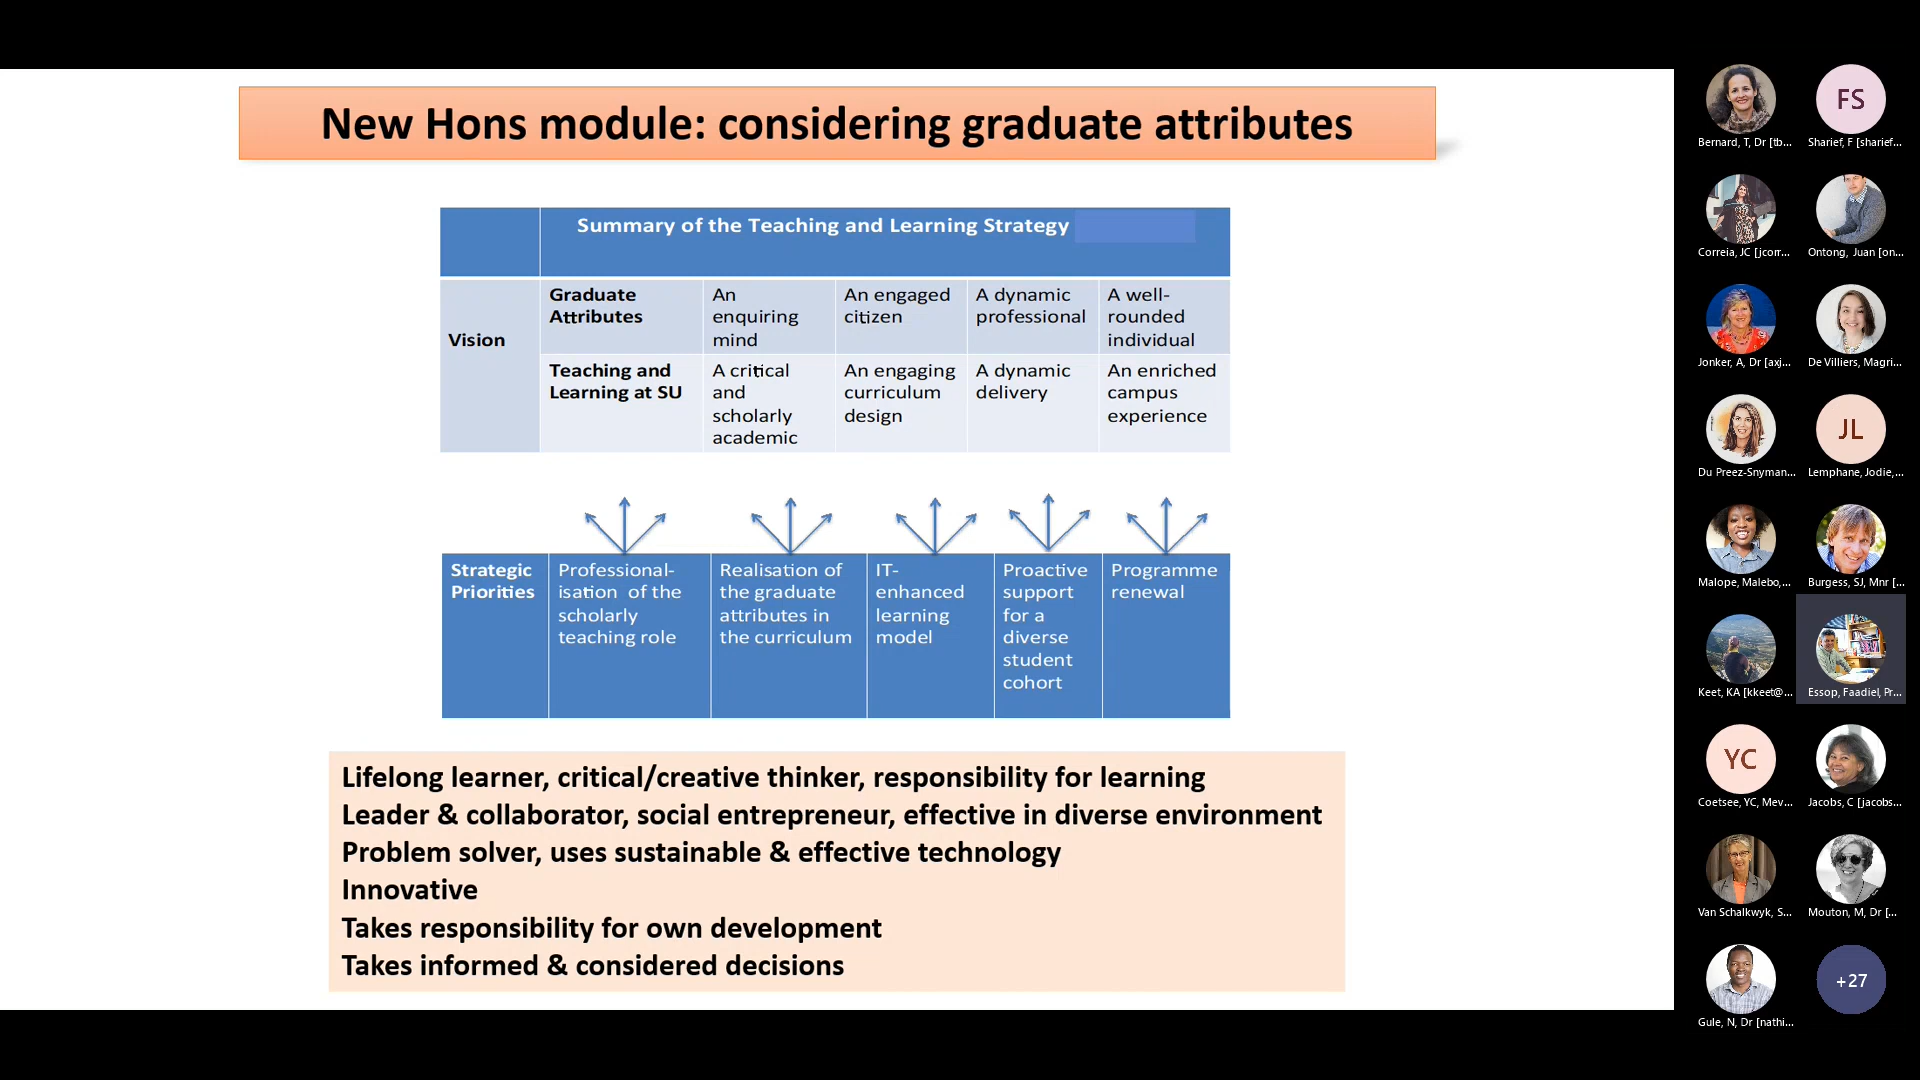 New Hons module: considering graduate attributes
Summary of the Teaching and Learning Strategy
Vision
Graduate
Attributes
An
enquiring
mind
An engaged
citizen
A dynamic
professional
A well-
rounded
individual
Teaching and
Learning at SU
A critical
and
scholarly
academic
An engaging
curriculum
design
A dynamic
delivery
An enriched
campus
experience
Strategic
Priorities
Professional-
isation of the
scholarly
teaching role
Realisation of
the graduate
attributes in
the curriculum
IT-
enhanced
learning
model
Proactive
support
for a
diverse
student
cohort
Programme
renewal
Lifelong learner, critical/creative thinker, responsibility for learning
Leader & collaborator, social entrepreneur, effective in diverse environment
Problem solver, uses sustainable & effective technology
Innovative
Takes responsibility for own development
Takes informed & considered decisions
Bernard, T, Dr [tb...
FS
Sharief, F [sharief...
Correia, JC [jcorr...
Ontong, Juan [on...
Jonker, A, Dr [axj...
De Villiers, Magri...
Du Preez-Snyman...
JL
Lemphane, Jodie,...
Malope, Malebo,...
Burgess, SJ, Mnr [...
Keet, KA [kkeet@...
Essop, Faadiel, Pr...
YC
Coetsee, YC, Mev...
Jacobs, C [jacobs...
Van Schalkwyk, S...
Mouton, M, Dr [...
Gule, N, Dr [nathi...
+27